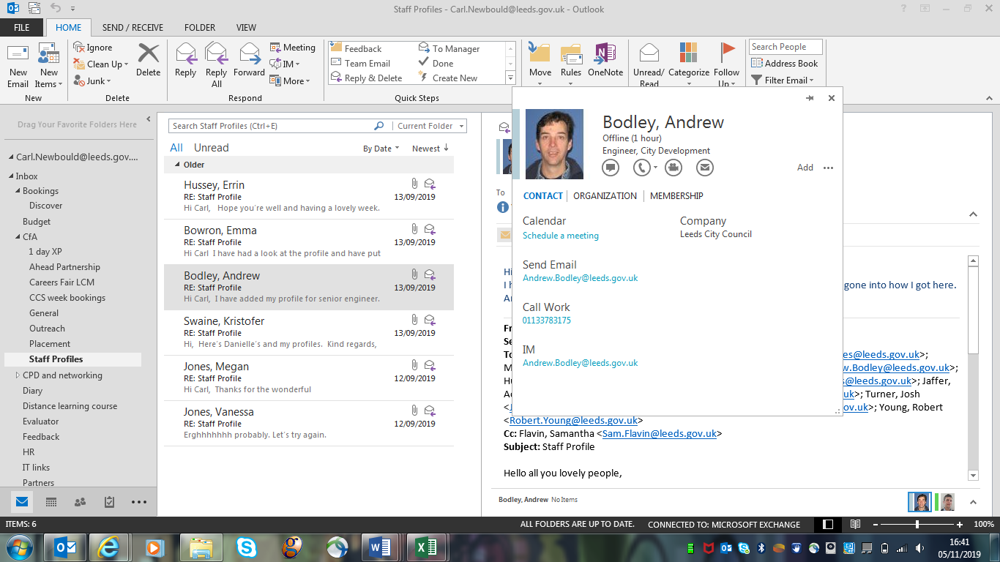 Staff Profiles - Carl.Newbould@leeds.gov.uk - Outlook
FILE HOME SEND / RECEIVE FOLDER VIEW
New Email
New Items
New
Ignore
Clean Up
Junk
Delete
Delete
Reply
Reply All
Forward
Meeting
IM
More
Respond
Feedback
Team Email
Reply & Delete
To Manager
Done
Create New
Quick Steps
Move
Rules
OneNote
Unread/ Read
Categorize
Follow Up
Search People
Address Book
Filter Email
Drag Your Favorite Folders Here
Carl.Newbould@leeds.gov....
Inbox
Bookings
Discover
Budget
CfA
1 day XP
Ahead Partnership
Careers Fair LCM
CCS week bookings
General
Outreach
Placement
Staff Profiles
CPD and networking
Diary
Distance learning course
Evaluator
Feedback
HR
IT links
Partners
Search Staff Profiles (Ctrl+E) Current Folder
All Unread By Date Newest
Older
Hussey, Errin
RE: Staff Profile 13/09/2019
Hi Carl, Hope you're well and having a lovely week.
Bowron, Emma
RE: Staff Profile 13/09/2019
Hi Carl I have had a look at the profile and have put
Bodley, Andrew
RE: Staff Profile 13/09/2019
Hi Carl, I have added my profile for senior engineer.
Swaine, Kristofer
RE: Staff Profile 13/09/2019
Hi, Here's Danielle's and my profiles. Kind regards,
Jones, Megan
RE: Staff Profile 12/09/2019
Hi Carl, Thanks for the wonderful
Jones, Vanessa
RE: Staff Profile 12/09/2019
Erghhhhhhh probably. Let's try again.
Bodley, Andrew
Offline (1 hour)
Engineer, City Development
Add
CONTACT ORGANIZATION MEMBERSHIP
Calendar
Schedule a meeting
Company
Leeds City Council
Send Email
Andrew.Bodley@leeds.gov.uk
Call Work
01133783175
IM
Andrew.Bodley@leeds.gov.uk
To
Hi
I h gone into how I got here.
An
Fr
Se
To es@leeds.gov.uk>;
M w.Bodley@leeds.gov.uk>;
Hu s@leeds.gov.uk>; Jaffer,
Ad uk>; Turner, Josh
<J ov.uk>; Young, Robert
<Robert.Young@leeds.gov.uk>
Cc: Flavin, Samantha <Sam.Flavin@leeds.gov.uk>
Subject: Staff Profile
Hello all you lovely people,
Bodley, Andrew No Items
ITEMS: 6 ALL FOLDERS ARE UP TO DATE. CONNECTED TO: MICROSOFT EXCHANGE 100%
16:41
05/11/2019